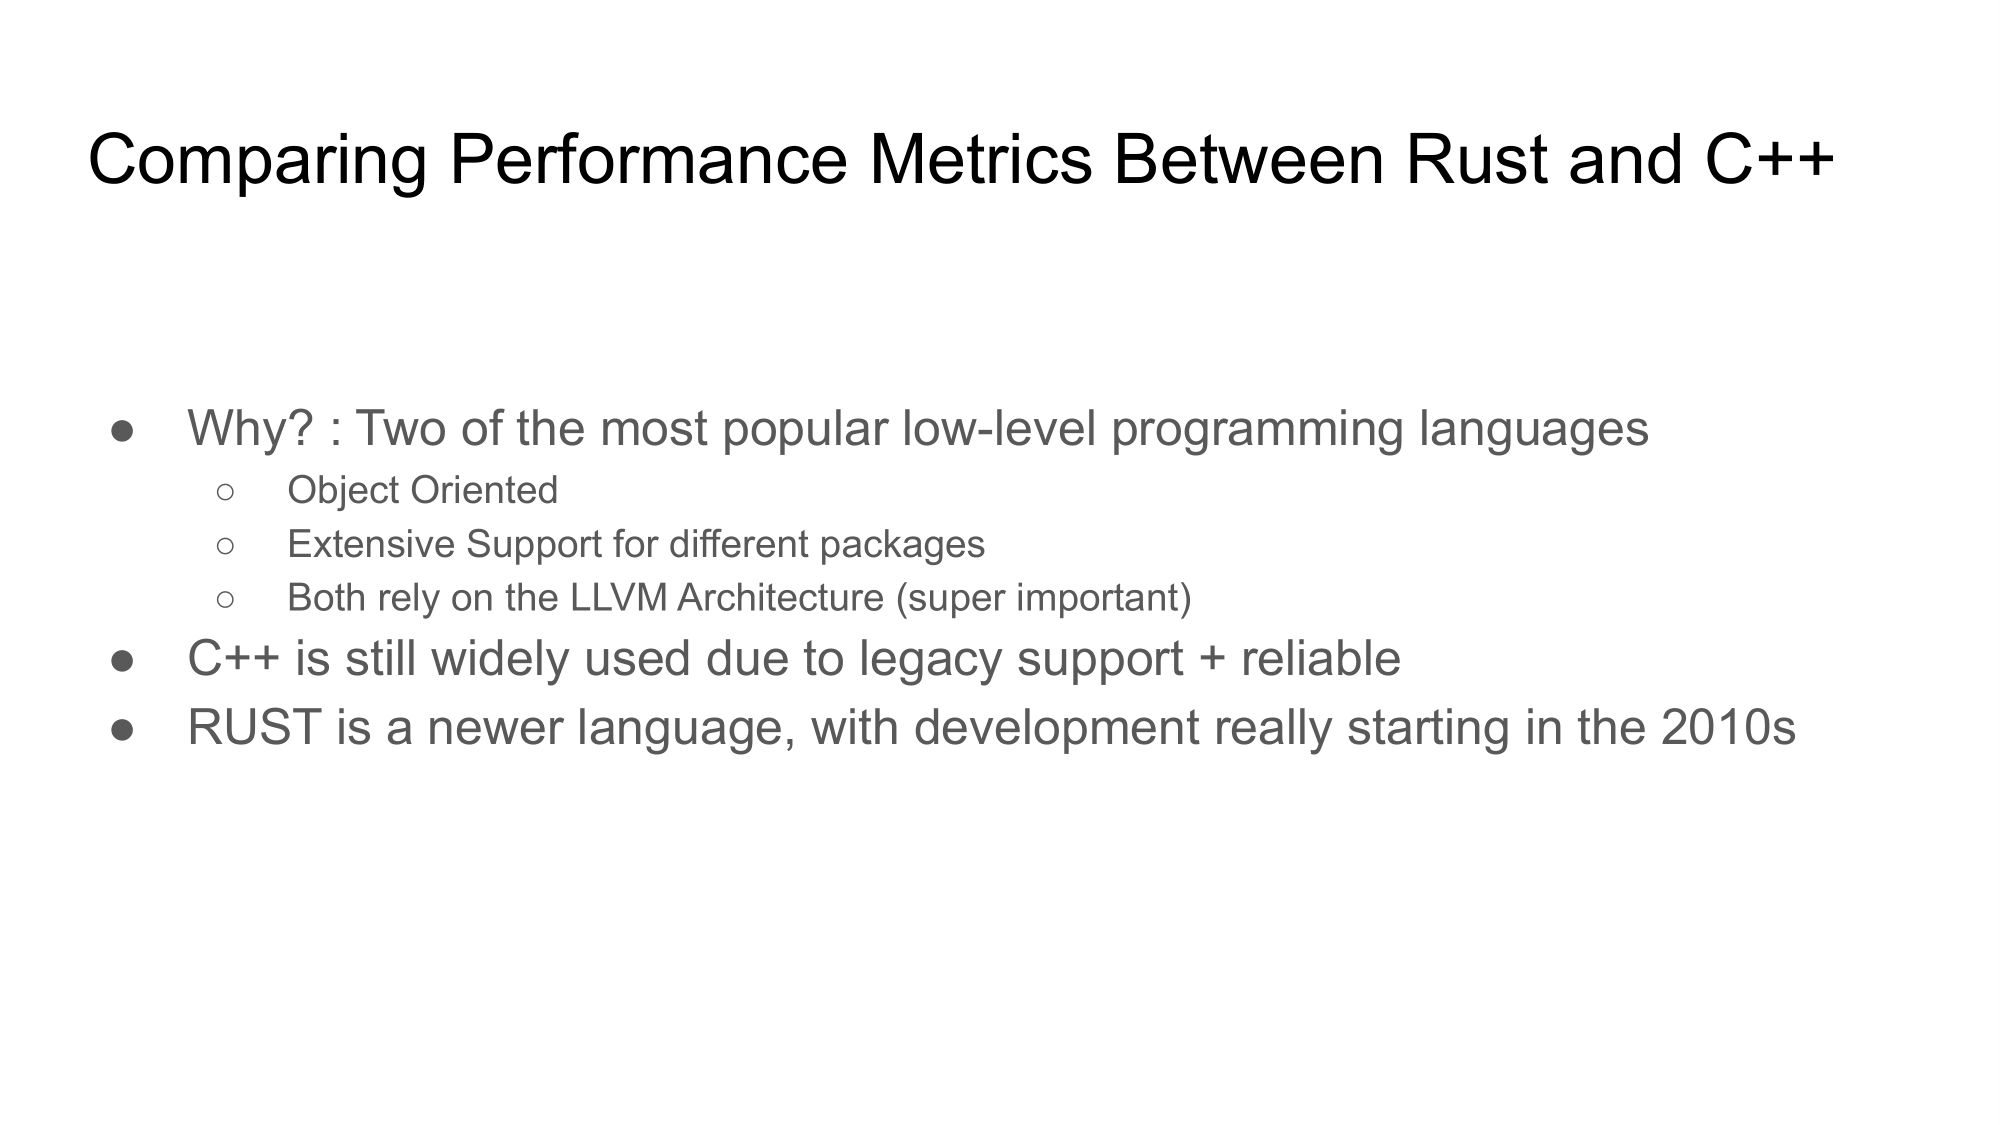 Comparing Performance Metrics Between Rust and C++
● Why? : Two of the most popular low-level programming languages
○ Object Oriented
○ Extensive Support for different packages
○ Both rely on the LLVM Architecture (super important)
● C++ is still widely used due to legacy support + reliable
● RUST is a newer language, with development really starting in the 2010s